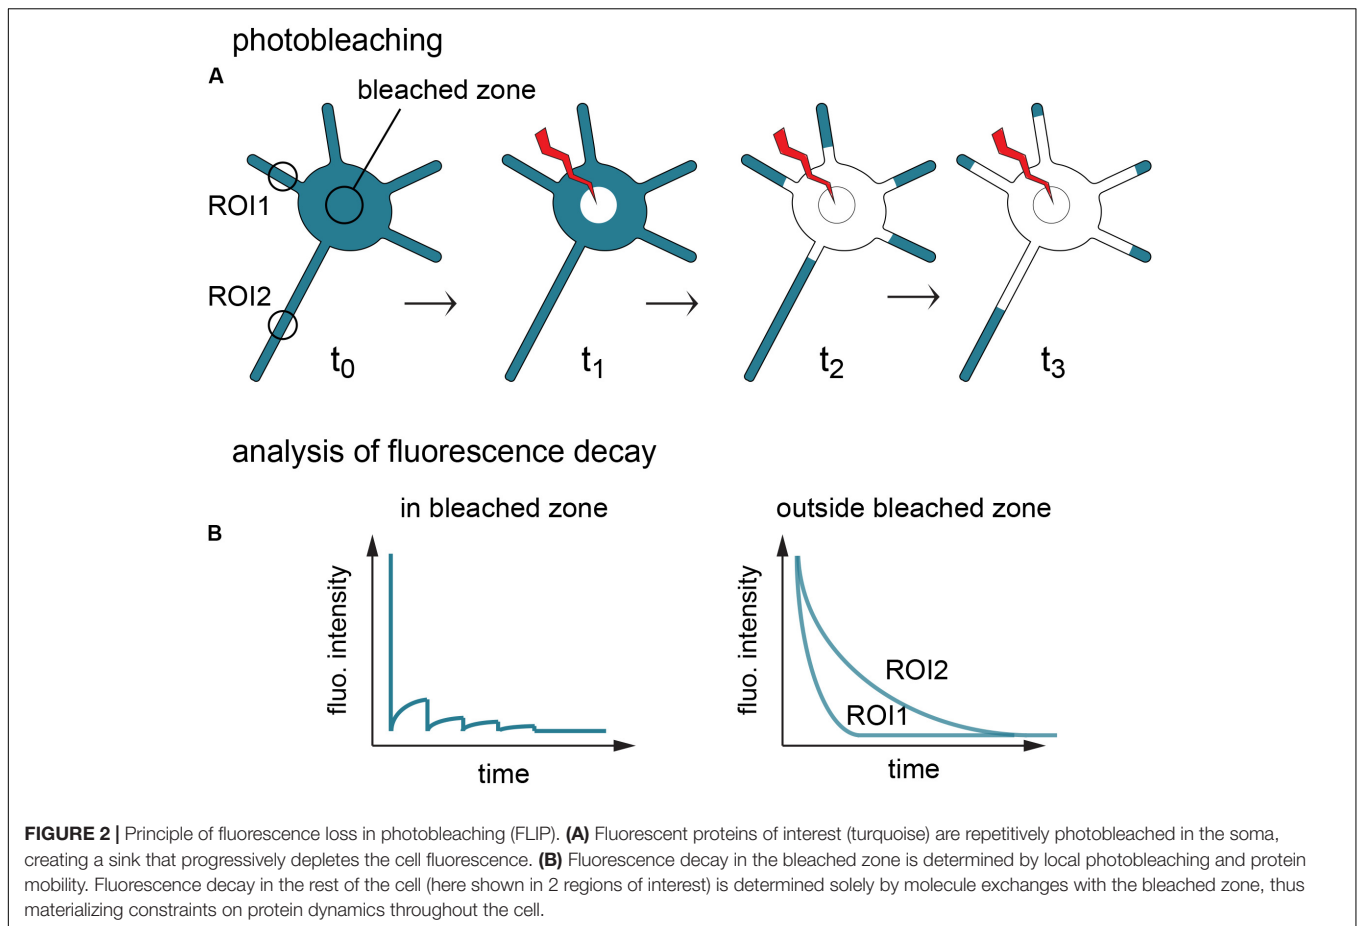 photobleaching
A
bleached zone
ROI1
ROI2
t0
t1
t2
t3
analysis of fluorescence decay
B
in bleached zone
fluo. intensity
time
outside bleached zone
fluo. intensity
ROI2
ROI1
time
FIGURE 2 | Principle of fluorescence loss in photobleaching (FLIP). (A) Fluorescent proteins of interest (turquoise) are repetitively photobleached in the soma,
creating a sink that progressively depletes the cell fluorescence. (B) Fluorescence decay in the bleached zone is determined by local photobleaching and protein
mobility. Fluorescence decay in the rest of the cell (here shown in 2 regions of interest) is determined solely by molecule exchanges with the bleached zone, thus
materializing constraints on protein dynamics throughout the cell.